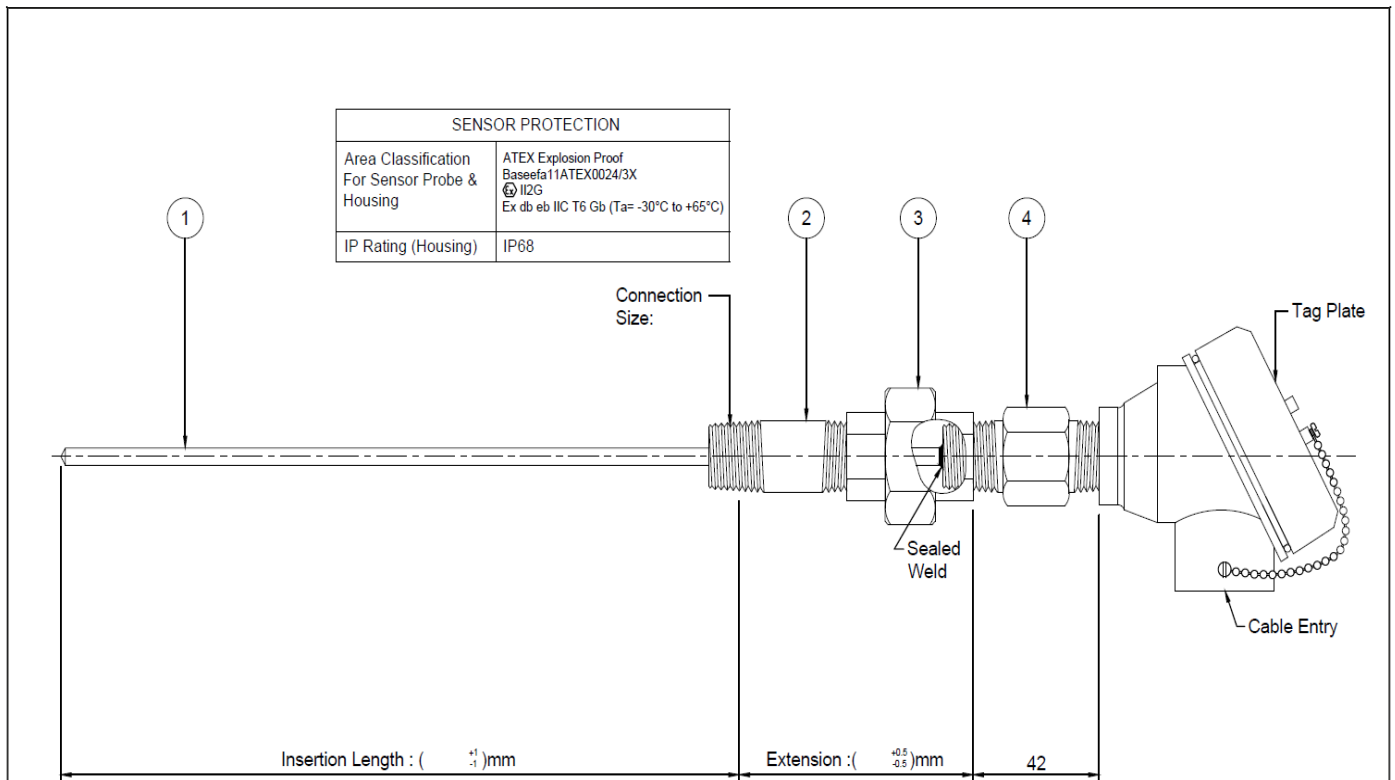 SENSOR PROTECTION
Area Classification
For Sensor Probe &
Housing
ATEX Explosion Proof
Baseefa11ATEX0024/3X
Ex II2G
Ex db eb IIC T6 Gb (Ta= -30°C to +65°C)
IP Rating (Housing)
IP68
1
2
3
4
Connection
Size:
Tag Plate
Sealed
Weld
Cable Entry
Insertion Length : ( +1 -1 )mm
Extension :( +0.5 -0.5 )mm
42